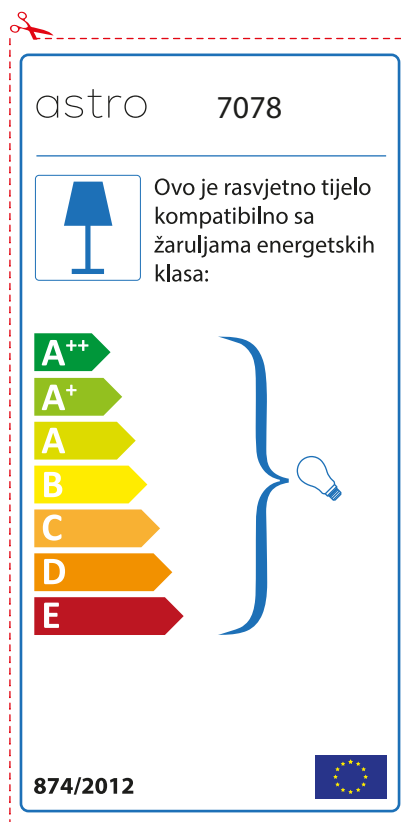 astro 7078
Ovo je rasvjetno tijelo
kompatibilno sa
žaruljama energetskih
klasa:
A++
A+
A
B
C
D
E
874/2012